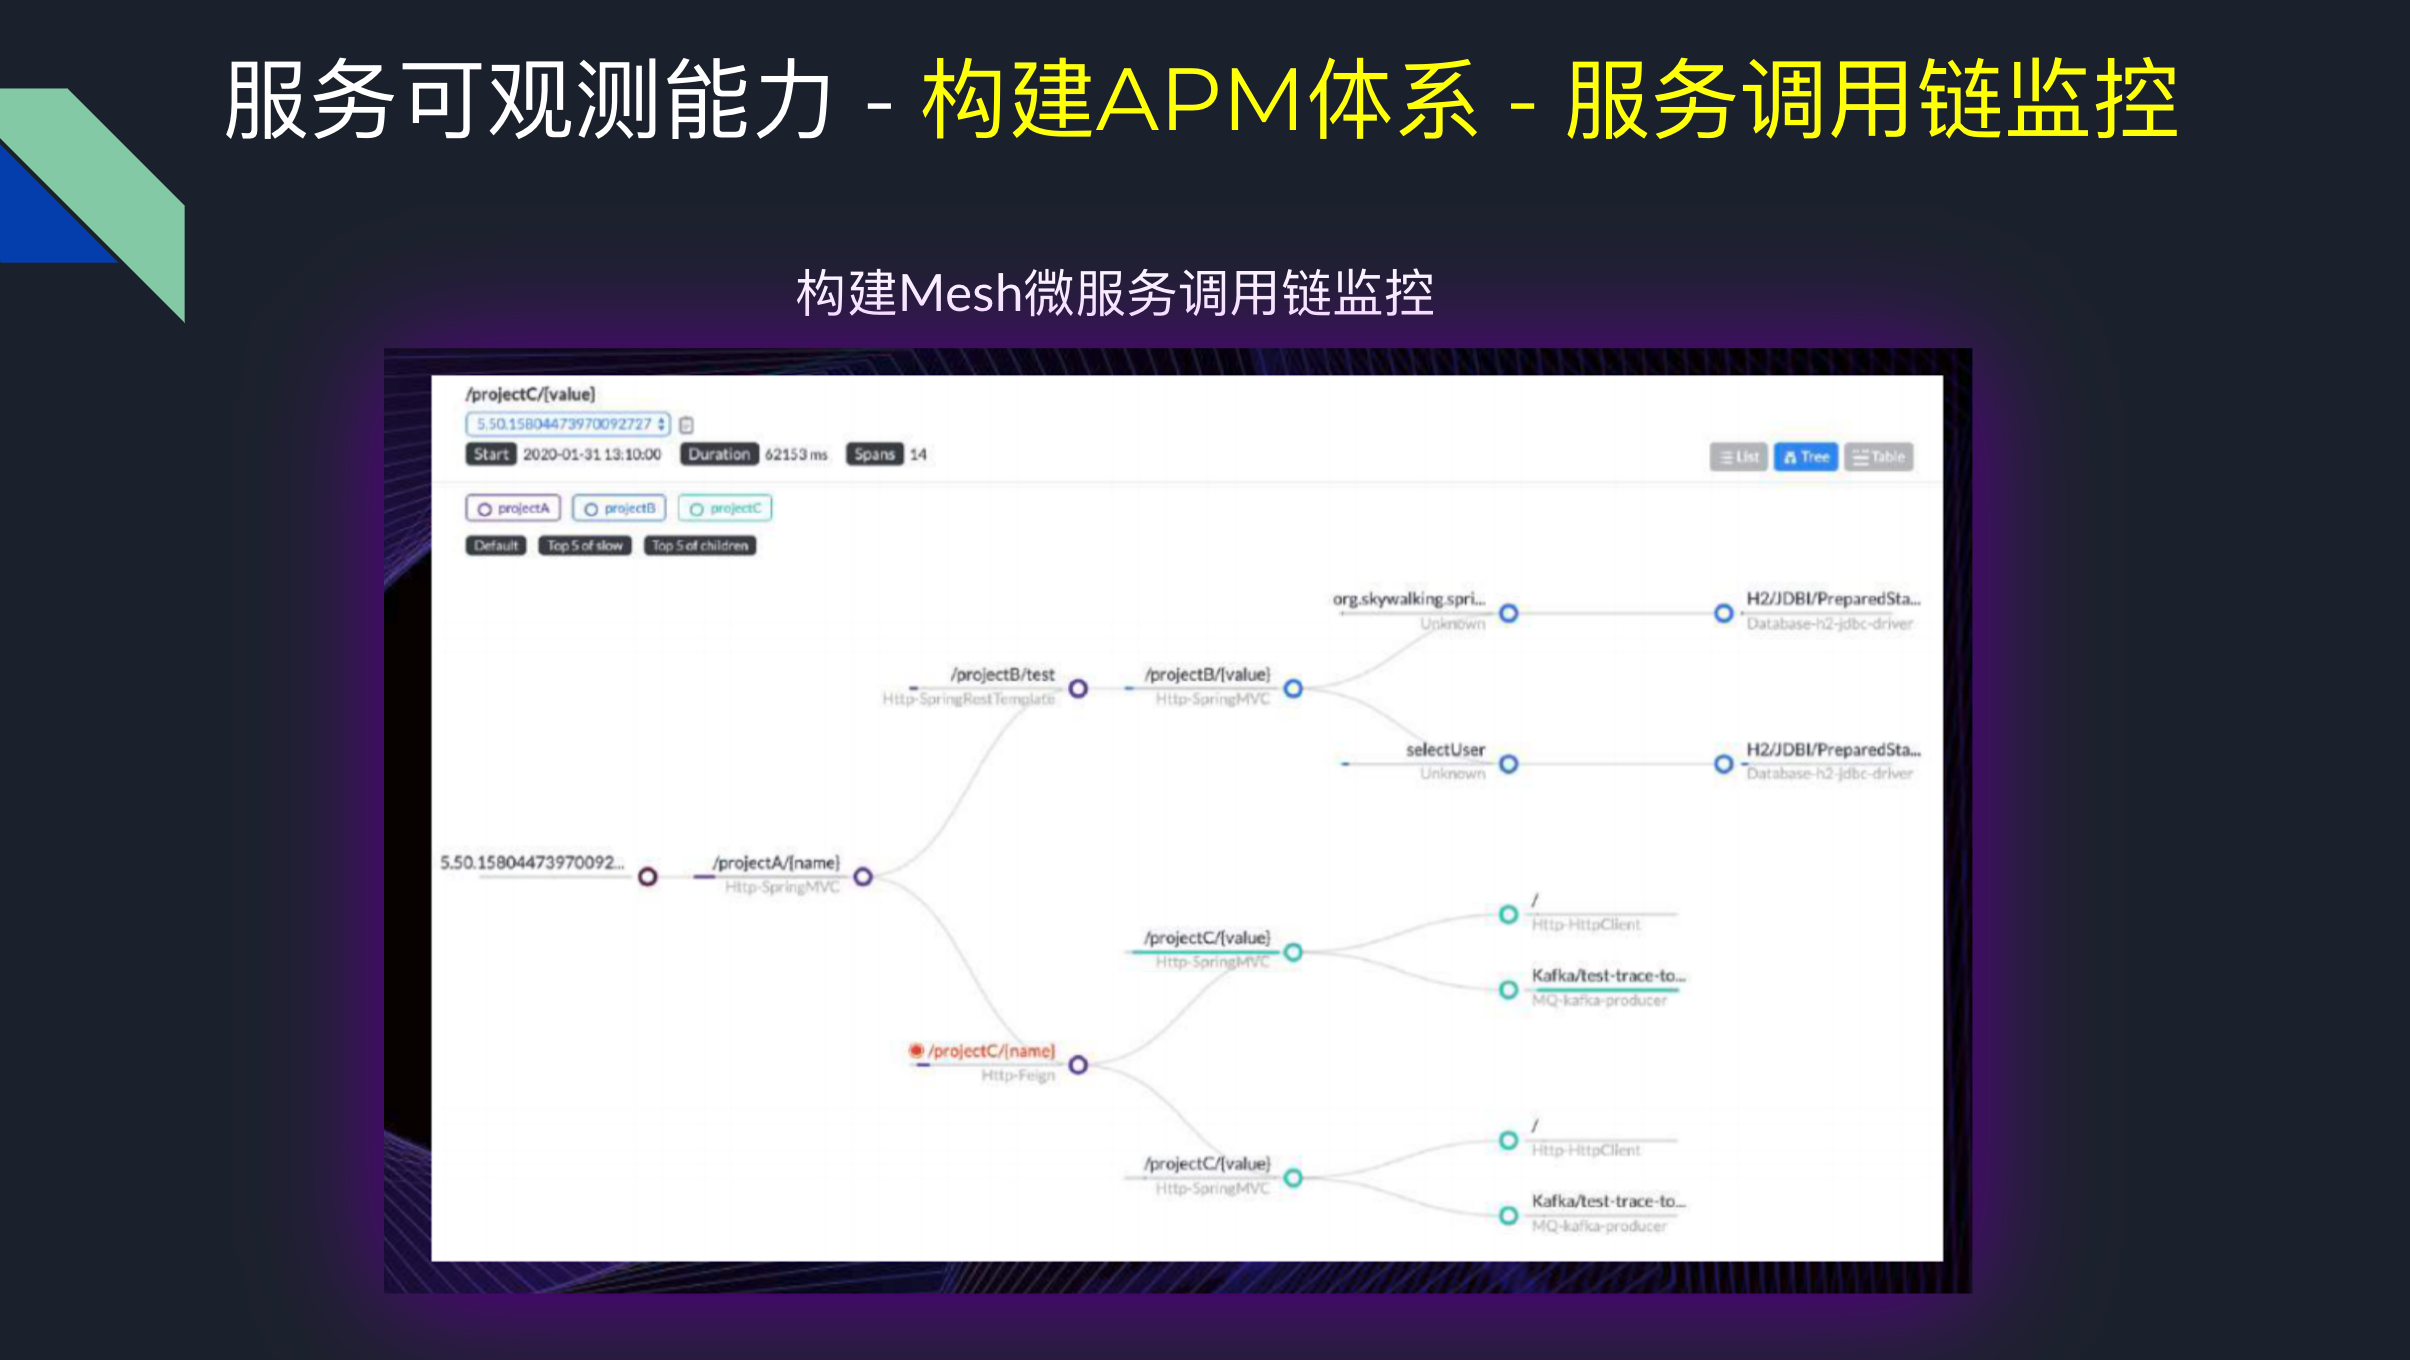 服务可观测能力 - 构建APM体系 - 服务调用链监控
构建Mesh微服务调用链监控
/projectC/{value}
5.50.15804473970092727
Start 2020-01-31 13:10:00 Duration 62153 ms Spans 14
List Tree Table
projectA projectB projectC
Default Top 5 of slow Top 5 of children
org.skywalking.spri...
Unknown
H2/JDBI/PreparedSta...
Database-h2-jdbc-driver
/projectB/test
Http-SpringRestTemplate
/projectB/{value}
Http-SpringMVC
selectUser
Unknown
H2/JDBI/PreparedSta...
Database-h2-jdbc-driver
5.50.15804473970092...
/projectA/{name}
Http-SpringMVC
/
Http-HttpClient
/projectC/{value}
Http-SpringMVC
Kafka/test-trace-to...
MQ-kafka-producer
/projectC/{name}
Http-Feign
/
Http-HttpClient
/projectC/{value}
Http-SpringMVC
Kafka/test-trace-to...
MQ-kafka-producer